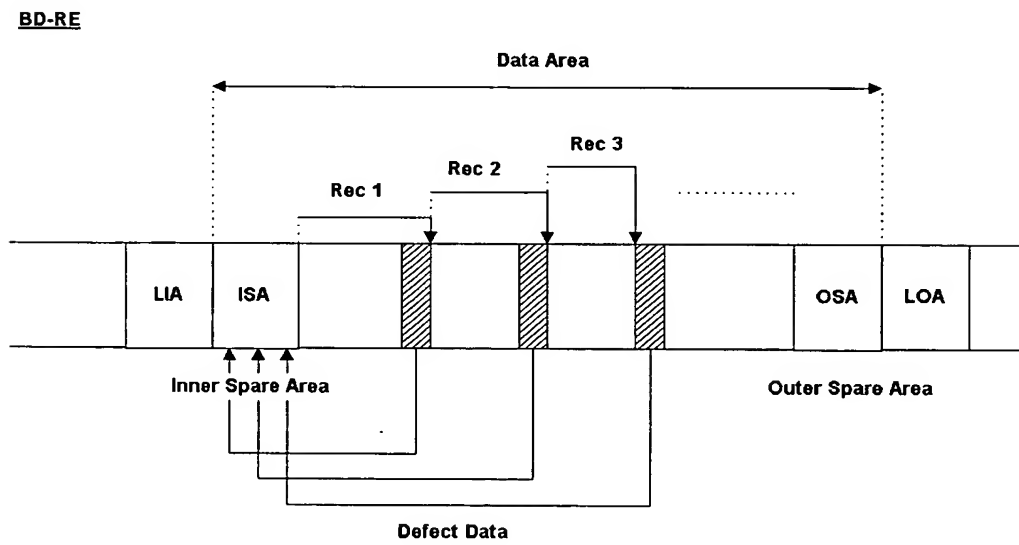 BD-RE
Data Area
Rec 3
Rec 2
Rec 1
LIA ISA OSA LOA
Inner Spare Area Outer Spare Area
Defect Data